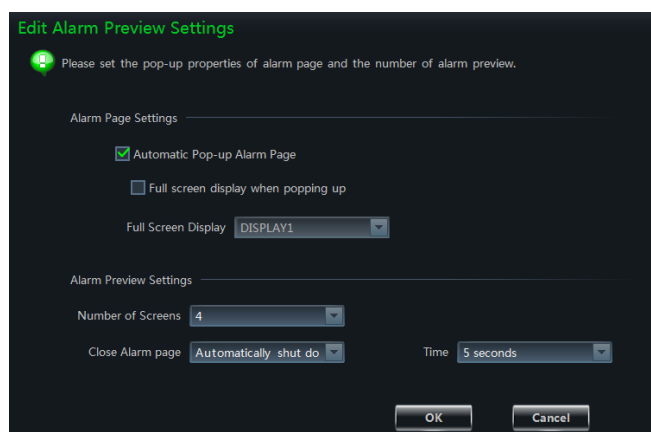 Edit Alarm Preview Settings
Please set the pop-up properties of alarm page and the number of alarm preview.
Alarm Page Settings
Automatic Pop-up Alarm Page
Full screen display when popping up
Full Screen Display DISPLAY1
Alarm Preview Settings
Number of Screens 4
Close Alarm page Automatically shut do Time 5 seconds
OK Cancel